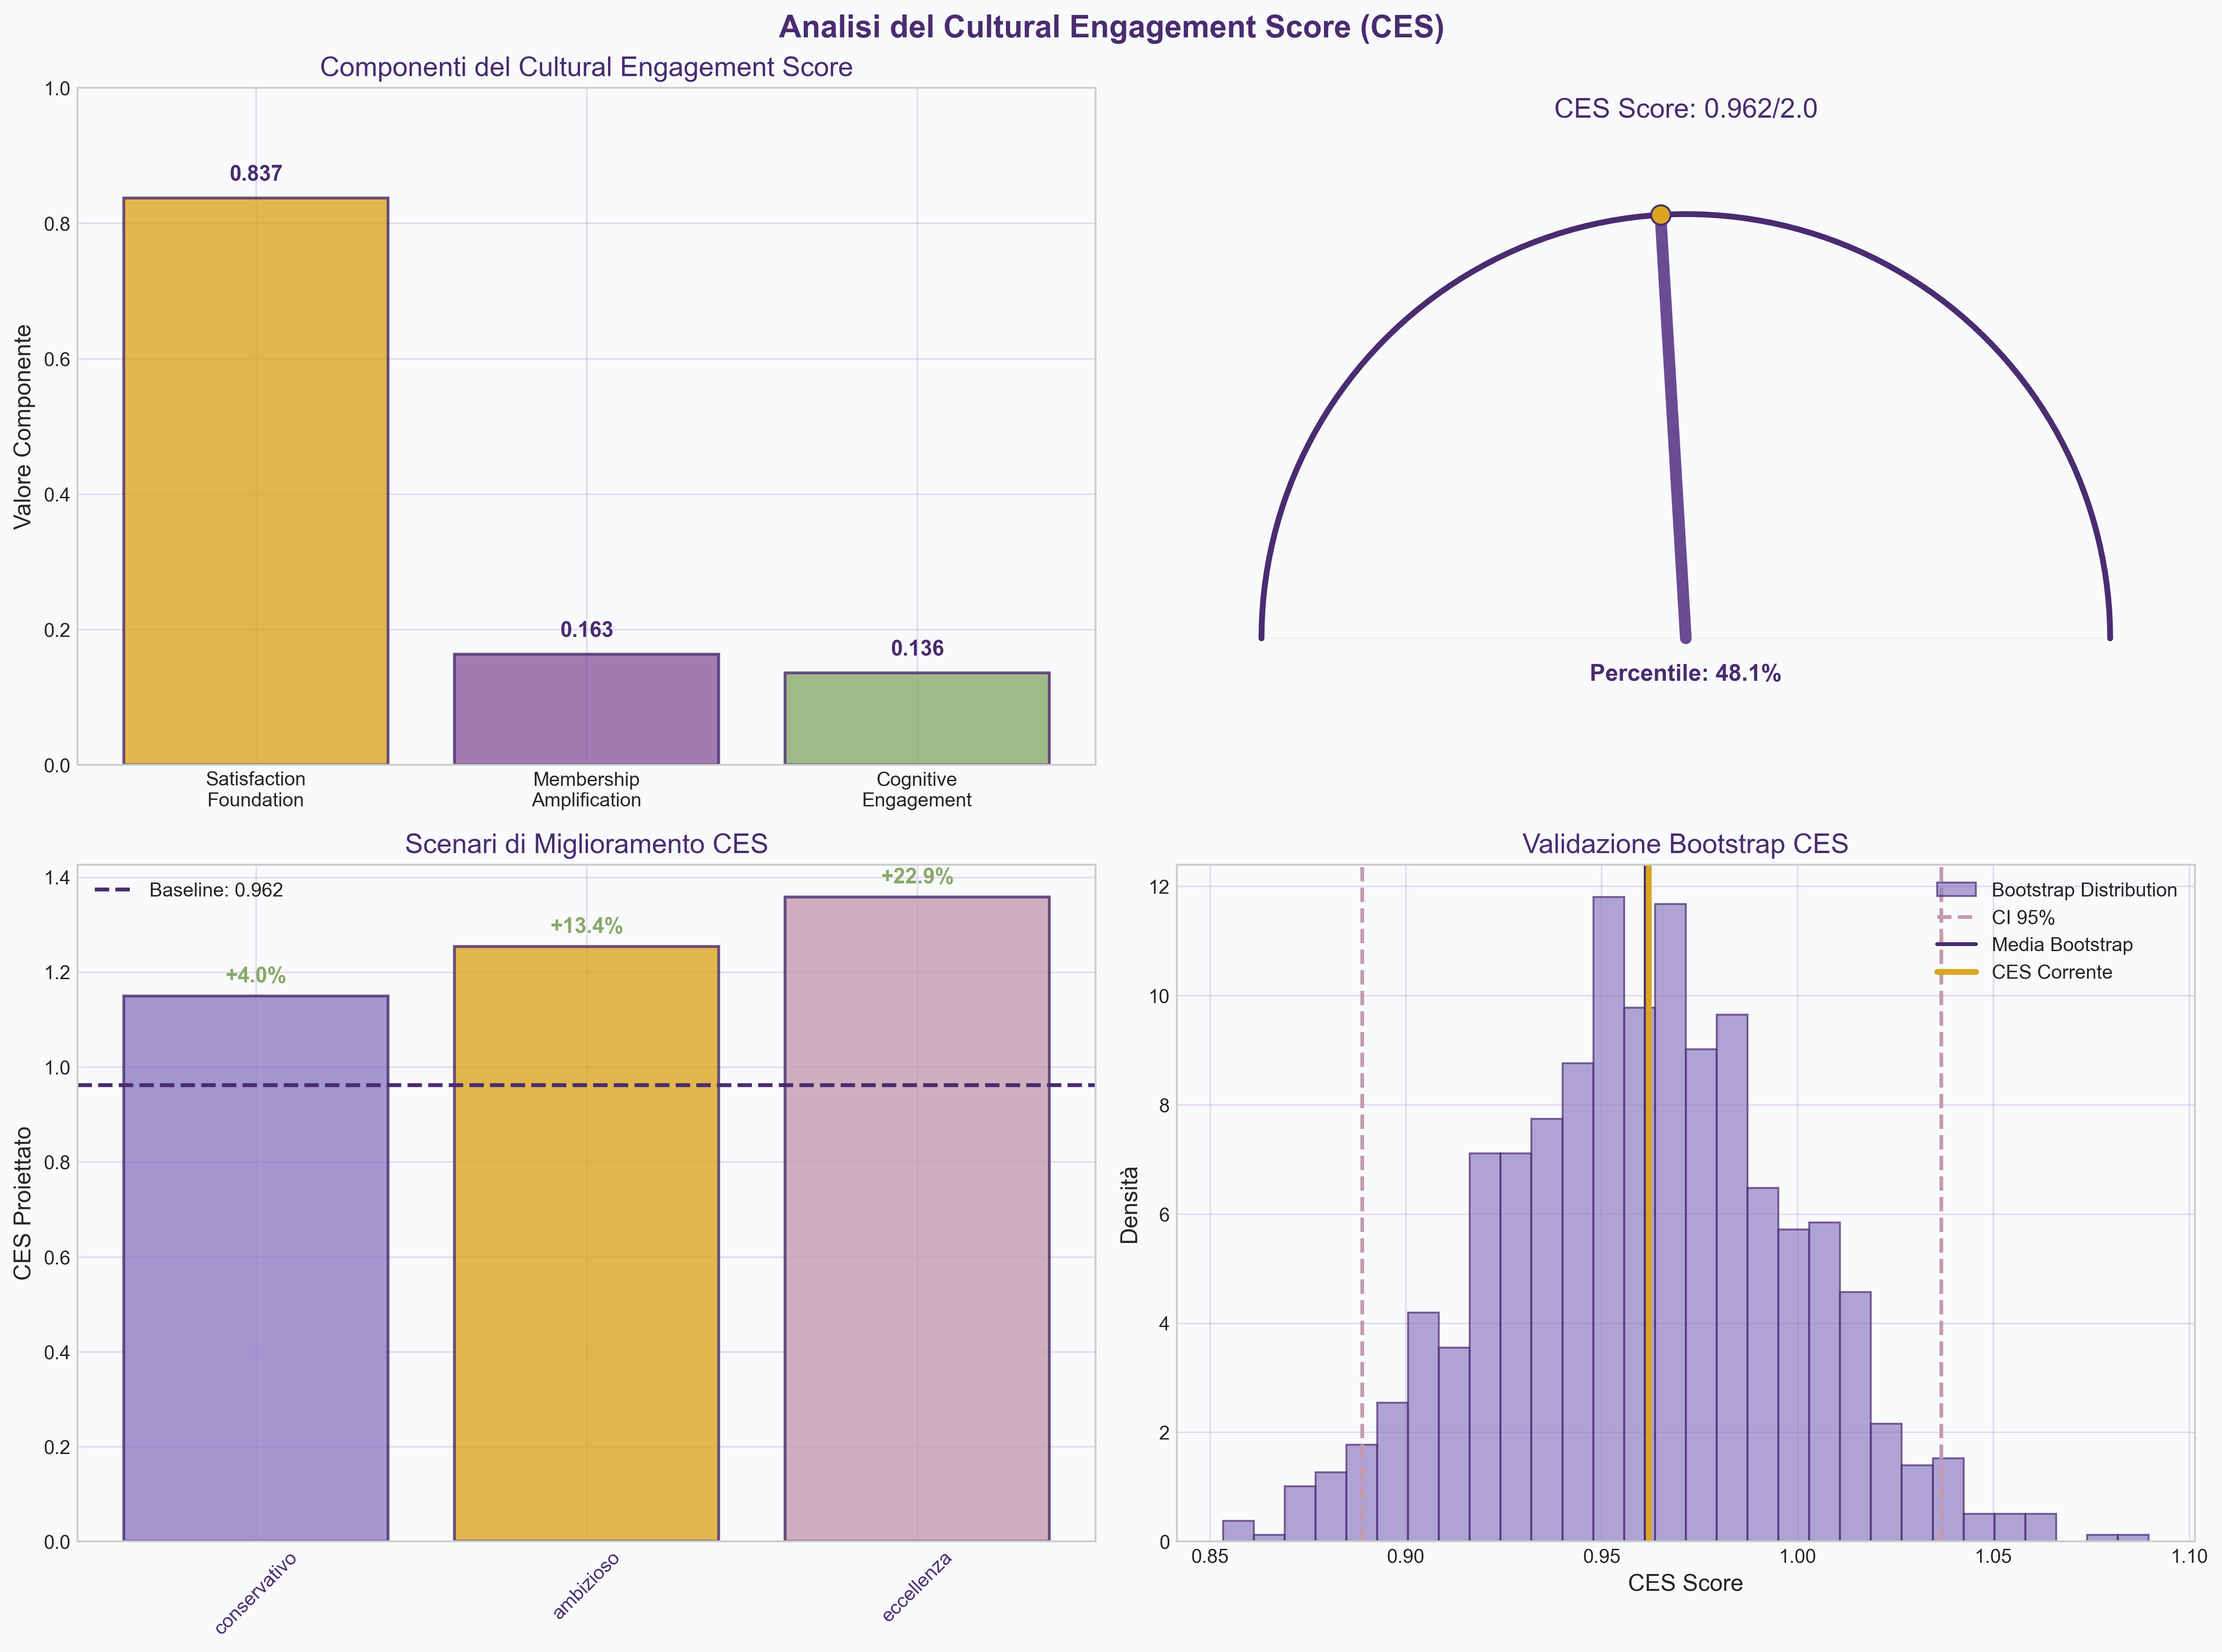 Analisi del Cultural Engagement Score (CES)
Componenti del Cultural Engagement Score
Valore Componente
1.0
0.8
0.6
0.4
0.2
0.0
0.837
0.163
0.136
Satisfaction
Foundation
Membership
Amplification
Cognitive
Engagement
CES Score: 0.962/2.0
Percentile: 48.1%
Scenari di Miglioramento CES
CES Proiettato
1.4
1.2
1.0
0.8
0.6
0.4
0.2
0.0
Baseline: 0.962
+4.0%
+13.4%
+22.9%
conservativo
ambizioso
eccellenza
Validazione Bootstrap CES
Densità
12
10
8
6
4
2
0
Bootstrap Distribution
CI 95%
Media Bootstrap
CES Corrente
0.85
0.90
0.95
1.00
1.05
1.10
CES Score